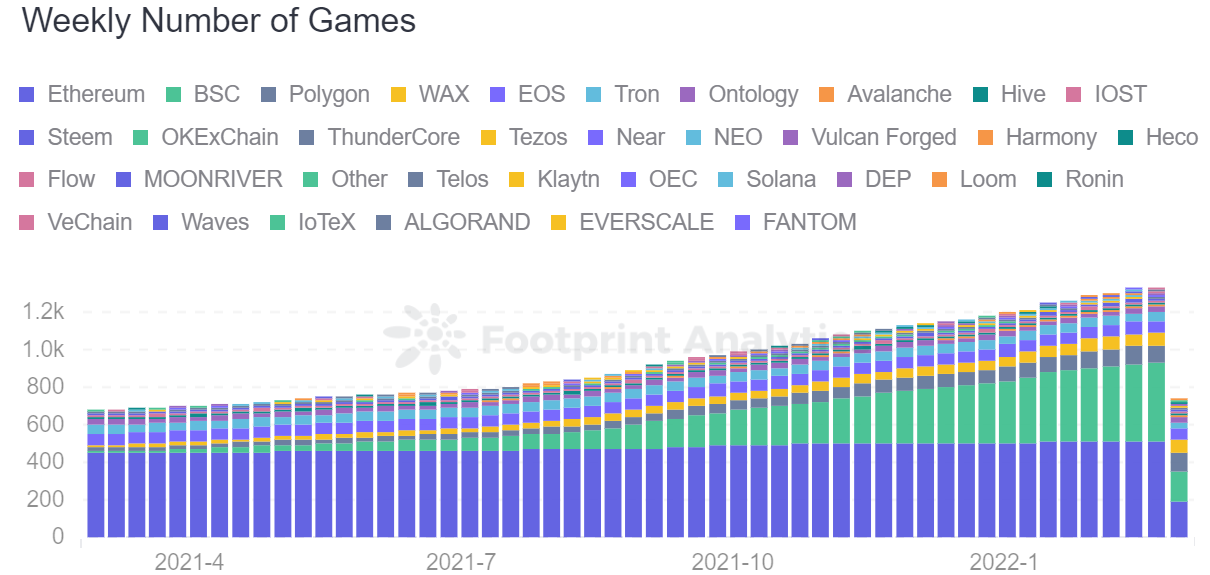 Weekly Number of Games
Ethereum BSC Polygon WAX EOS Tron Ontology Avalanche Hive IOST
Steem OKExChain ThunderCore Tezos Near NEO Vulcan Forged Harmony Heco
Flow MOONRIVER Other Telos Klaytn OEC Solana DEP Loom Ronin
VeChain Waves IoTeX ALGORAND EVERSCALE FANTOM
1.2k
Footprint Analytic
1.0k
800
600
400
200
0
2021-4 2021-7 2021-10 2022-1